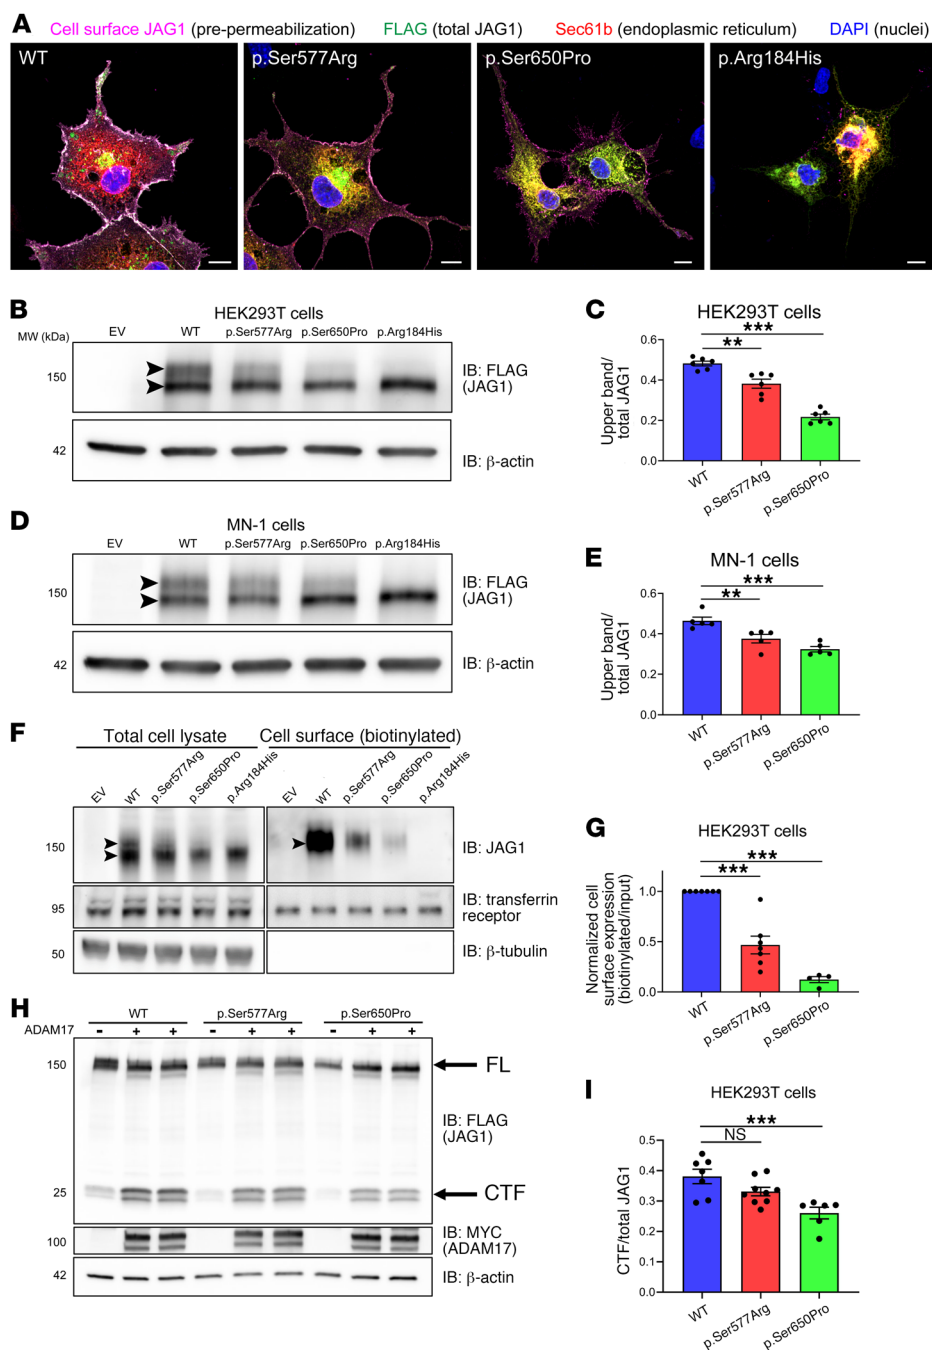 A
Cell surface JAG1 (pre-permeabilization) FLAG (total JAG1) Sec61b (endoplasmic reticulum) DAPI (nuclei)
WT p.Ser577Arg p.Ser650Pro p.Arg184His
B
HEK293T cells
MW (kDa) EV WT p.Ser577Arg p.Ser650Pro p.Arg184His
150
IB: FLAG
(JAG1)
42
IB: β-actin
C
HEK293T cells
***
**
Upper band/
total JAG1
0.6
0.4
0.2
0.0
WT p.Ser577Arg p.Ser650Pro
D
MN-1 cells
EV WT p.Ser577Arg p.Ser650Pro p.Arg184His
150
IB: FLAG
(JAG1)
42
IB: β-actin
E
MN-1 cells
***
**
Upper band/
total JAG1
0.6
0.4
0.2
0.0
WT p.Ser577Arg p.Ser650Pro
F
Total cell lysate Cell surface (biotinylated)
EV WT p.Ser577Arg p.Ser650Pro p.Arg184His EV WT p.Ser577Arg p.Ser650Pro p.Arg184His
150
IB: JAG1
95
IB: transferrin
receptor
50
IB: β-tubulin
G
HEK293T cells
***
***
Normalized cell
surface expression
(biotinylated/input)
1.0
0.5
0.0
WT p.Ser577Arg p.Ser650Pro
H
WT p.Ser577Arg p.Ser650Pro
ADAM17 - + + - + + - + +
150
FL
IB: FLAG
(JAG1)
25
CTF
100
IB: MYC
(ADAM17)
42
IB: β-actin
I
HEK293T cells
***
NS
CTF/total JAG1
0.5
0.4
0.3
0.2
0.1
0.0
WT p.Ser577Arg p.Ser650Pro